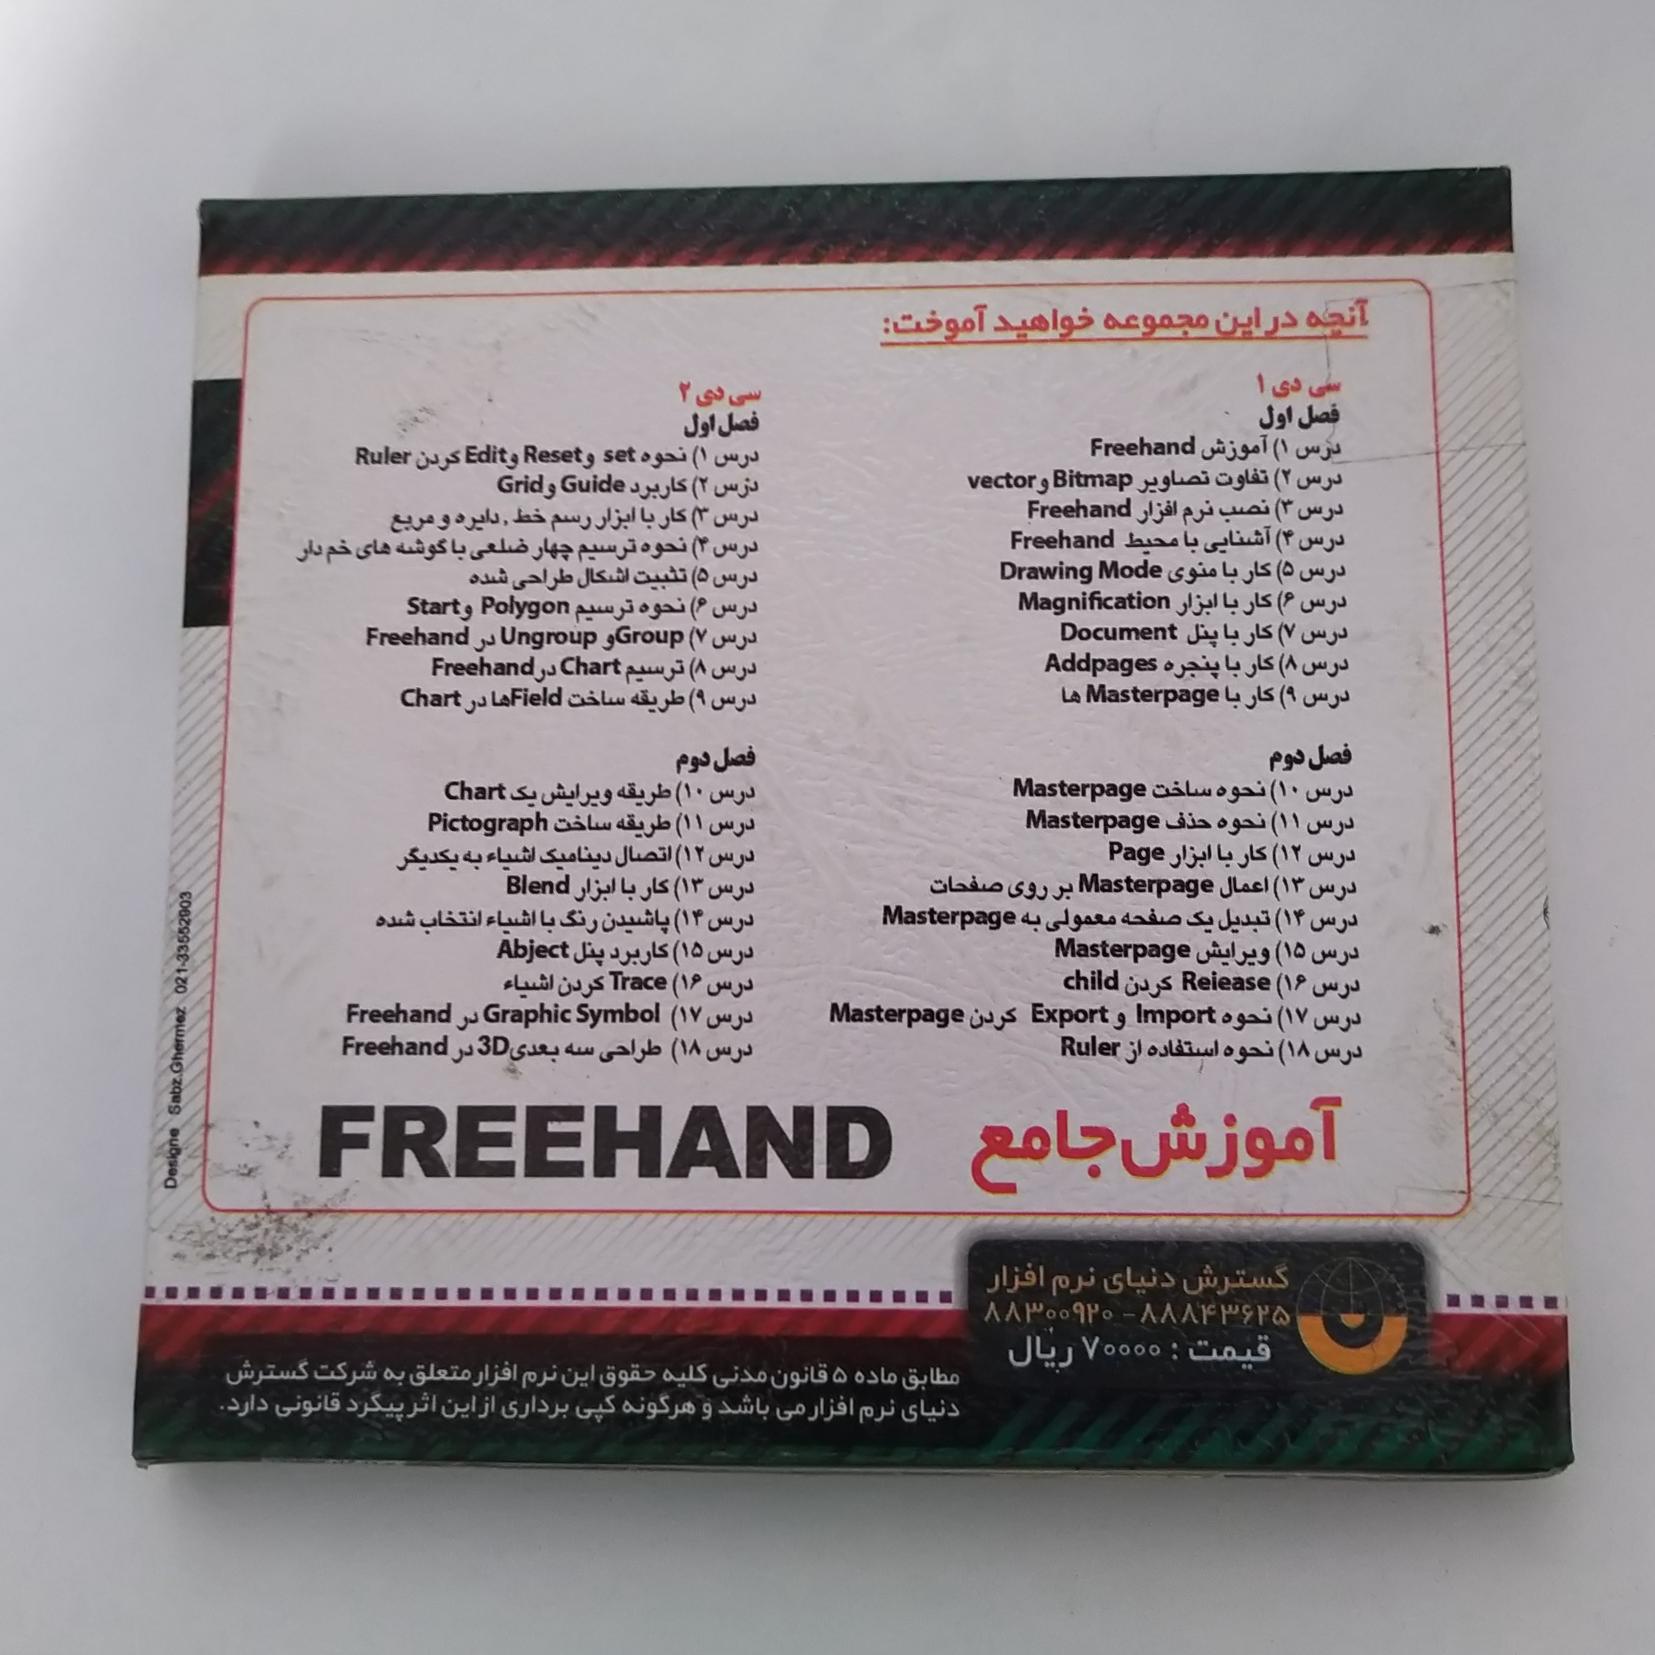 آنچه در این مجموعه خواهید آموخت:
سی دی ۱
فصل اول
درس ۱) آموزش Freehand
درس ۲) تفاوت تصاویر Bitmap و vector
درس ۳) نصب نرم افزار Freehand
درس ۴) آشنایی با محیط Freehand
درس ۵) کار با منوی Drawing Mode
درس ۶) کار با ابزار Magnification
درس ۷) کار با پنل Document
درس ۸) کار با پنجره Addpages
درس ۹) کار با Masterpage ها
فصل دوم
درس ۱۰) نحوه ساخت Masterpage
درس ۱۱) نحوه حذف Masterpage
درس ۱۲) کار با ابزار Page
درس ۱۳) اعمال Masterpage بر روی صفحات
درس ۱۴) تبدیل یک صفحه معمولی به Masterpage
درس ۱۵) ویرایش Masterpage
درس ۱۶) Reiease کردن child
درس ۱۷) نحوه Import و Export کردن Masterpage
درس ۱۸) نحوه استفاده از Ruler
سی دی ۲
فصل اول
درس ۱) نحوه set و Reset و Edit کردن Ruler
درس ۲) کاربرد Guide و Grid
درس ۳) کار با ابزار رسم خط , دایره و مربع
درس ۴) نحوه ترسیم چهار ضلعی با گوشه های خم دار
درس ۵) تثبیت اشکال طراحی شده
درس ۶) نحوه ترسیم Polygon و Start
درس ۷) Group و Ungroup در Freehand
درس ۸) ترسیم Chart در Freehand
درس ۹) طریقه ساخت Field ها در Chart
فصل دوم
درس ۱۰) طریقه ویرایش یک Chart
درس ۱۱) طریقه ساخت Pictograph
درس ۱۲) اتصال دینامیک اشیاء به یکدیگر
درس ۱۳) کار با ابزار Blend
درس ۱۴) پاشیدن رنگ با اشیاء انتخاب شده
درس ۱۵) کاربرد پنل Abject
درس ۱۶) Trace کردن اشیاء
درس ۱۷) Graphic Symbol در Freehand
درس ۱۸) طراحی سه بعدی 3D در Freehand
آموزش جامع FREEHAND
Designe Sabz.Ghermez 021-33552903
گسترش دنیای نرم افزار
۸۸۳۰۰۹۲۰ - ۸۸۸۴۳۶۲۵
قیمت : ۷۰۰۰۰ ریال
مطابق ماده ۵ قانون مدنی کلیه حقوق این نرم افزار متعلق به شرکت گسترش
دنیای نرم افزار می باشد و هرگونه کپی برداری از این اثر پیگرد قانونی دارد.